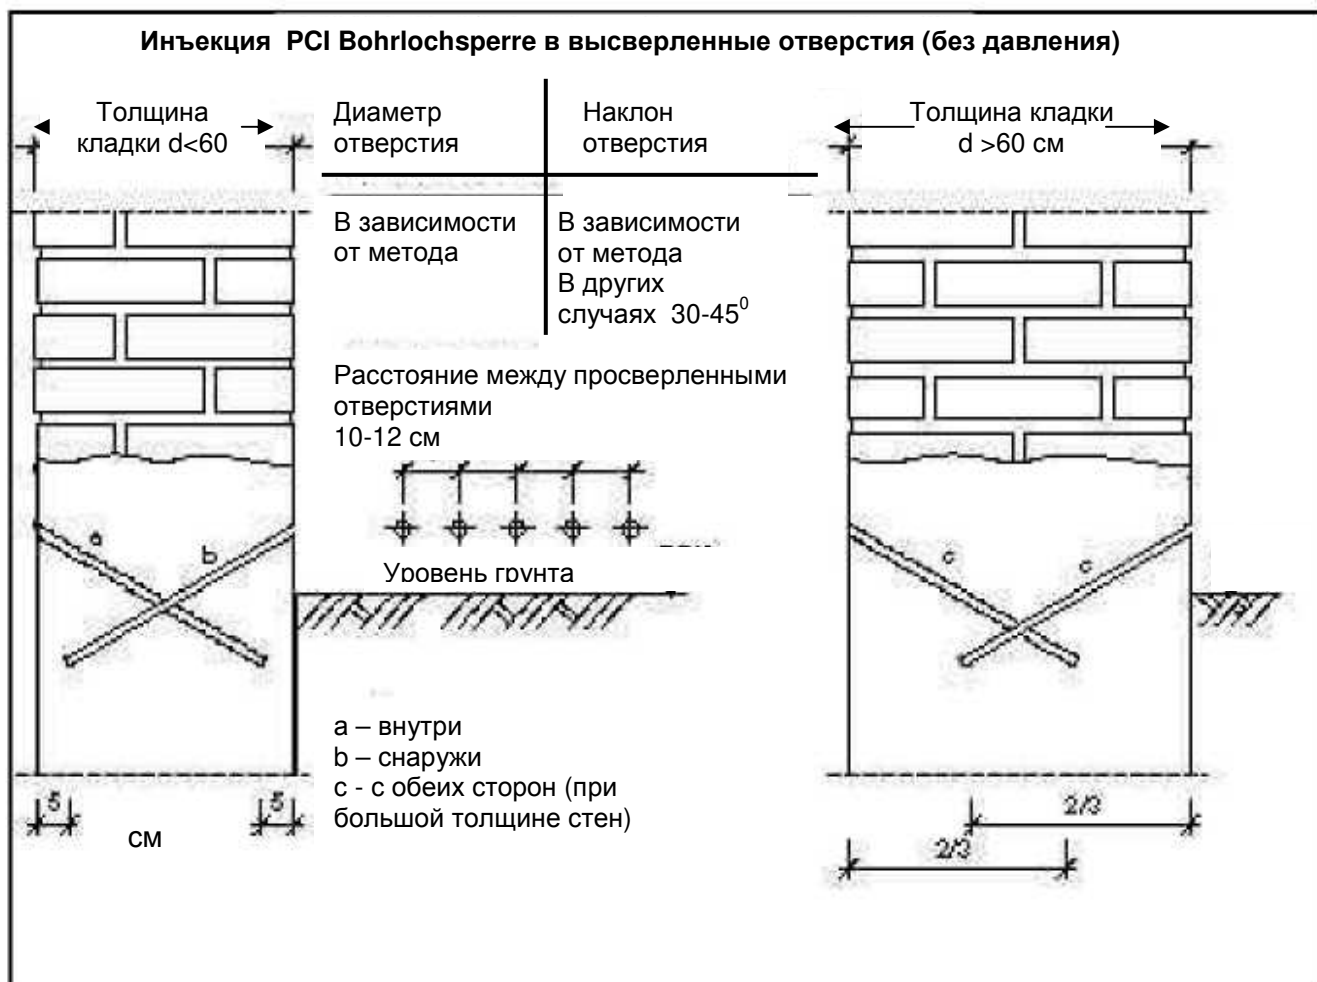 Инъекция PCI Bohrlochsperre в высверленные отверстия (без давления)
Толщина
кладки d<60
Диаметр
отверстия
Наклон
отверстия
Толщина кладки
d >60 см
В зависимости
от метода
В зависимости
от метода
В других
случаях 30-45⁰
Расстояние между просверленными
отверстиями
10-12 см
a
b
Уровень грунта
c
c
а – внутри
b – снаружи
с - с обеих сторон (при
большой толщине стен)
5
5
см
2/3
2/3